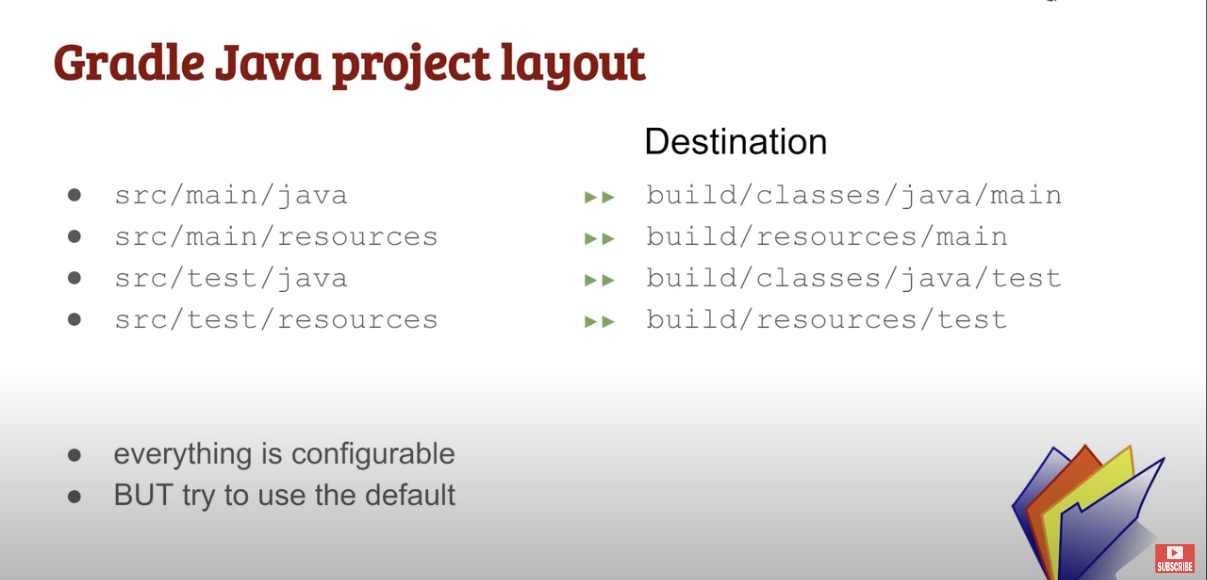 Gradle Java project layout
Destination
● src/main/java ▸▸ build/classes/java/main
● src/main/resources ▸▸ build/resources/main
● src/test/java ▸▸ build/classes/java/test
● src/test/resources ▸▸ build/resources/test
● everything is configurable
● BUT try to use the default
SUBSCRIBE